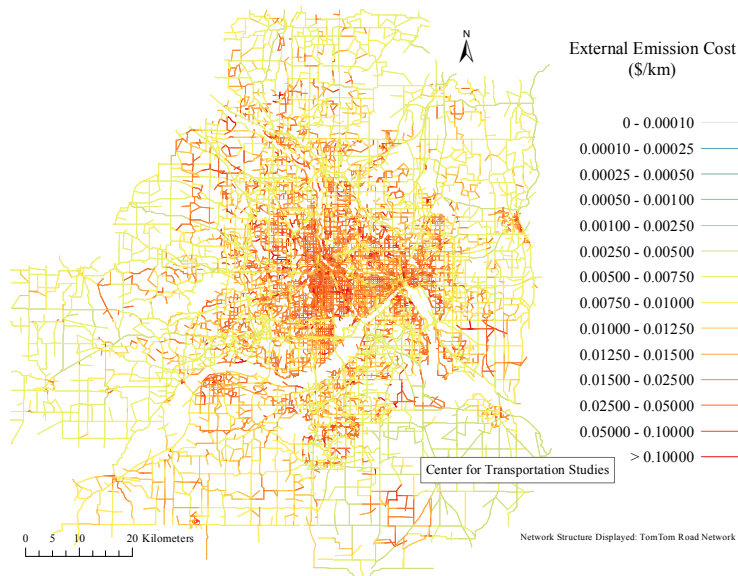 N
External Emission Cost
($/km)
0 - 0.00010
0.00010 - 0.00025
0.00025 - 0.00050
0.00050 - 0.00100
0.00100 - 0.00250
0.00250 - 0.00500
0.00500 - 0.00750
0.00750 - 0.01000
0.01000 - 0.01250
0.01250 - 0.01500
0.01500 - 0.02500
0.02500 - 0.05000
0.05000 - 0.10000
> 0.10000
Center for Transportation Studies
0 5 10 20 Kilometers
Network Structure Displayed: TomTom Road Network